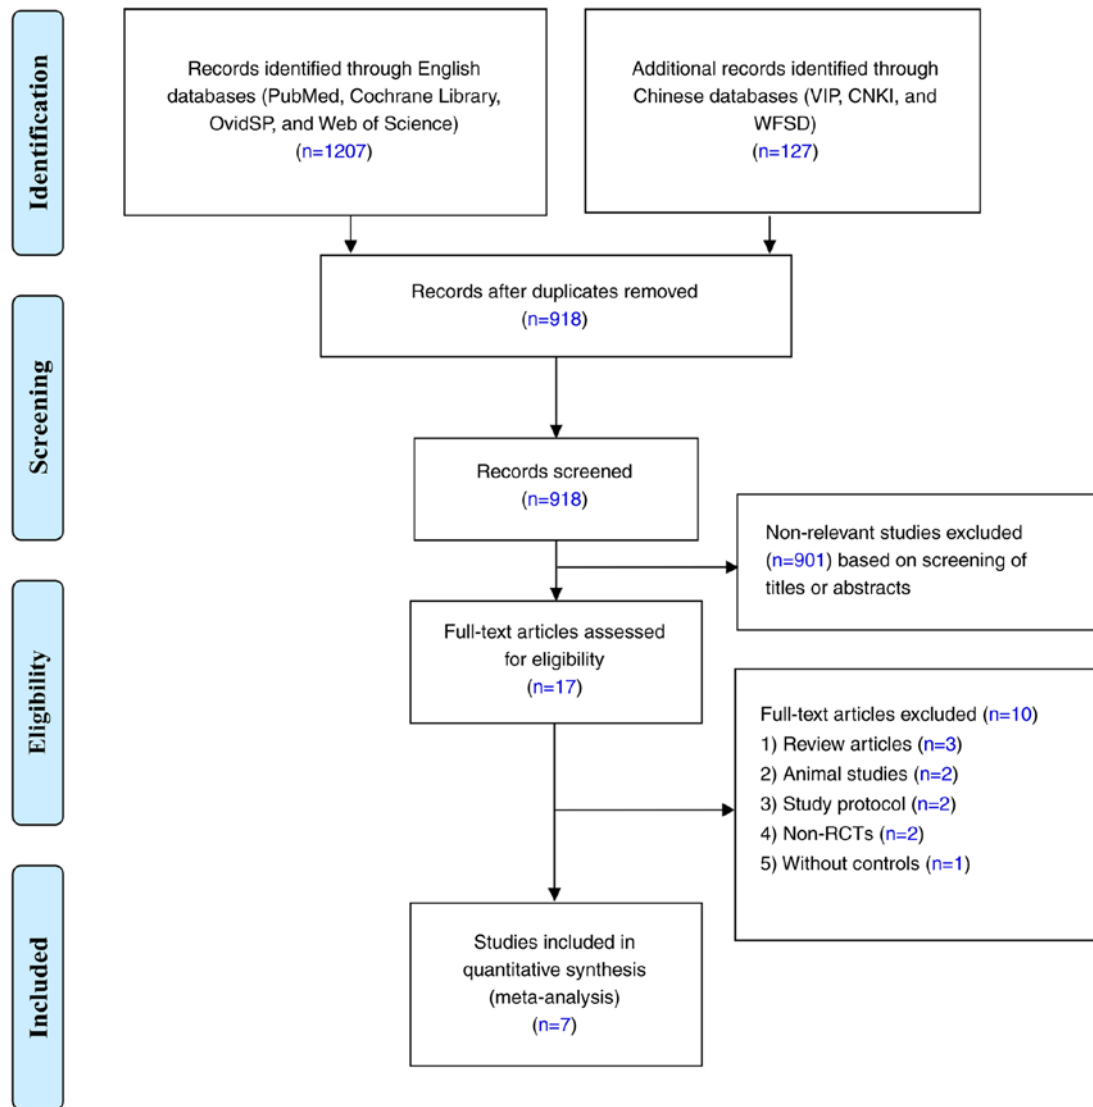 Identification
Records identified through English
databases (PubMed, Cochrane Library,
OvidSP, and Web of Science)
(n=1207)
Additional records identified through
Chinese databases (VIP, CNKI, and
WFSD)
(n=127)
Records after duplicates removed
(n=918)
Screening
Records screened
(n=918)
Non-relevant studies excluded
(n=901) based on screening of
titles or abstracts
Eligibility
Full-text articles assessed
for eligibility
(n=17)
Full-text articles excluded (n=10)
1) Review articles (n=3)
2) Animal studies (n=2)
3) Study protocol (n=2)
4) Non-RCTs (n=2)
5) Without controls (n=1)
Included
Studies included in
quantitative synthesis
(meta-analysis)
(n=7)